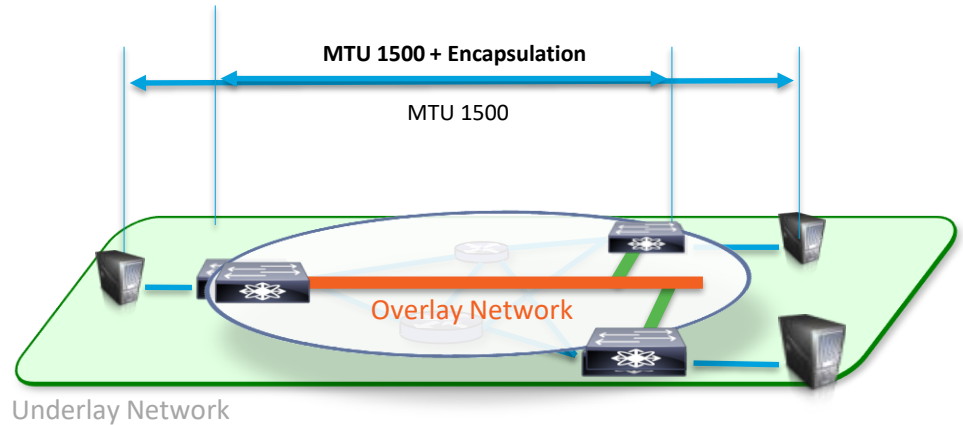 MTU 1500 + Encapsulation
MTU 1500
Overlay Network
Underlay Network